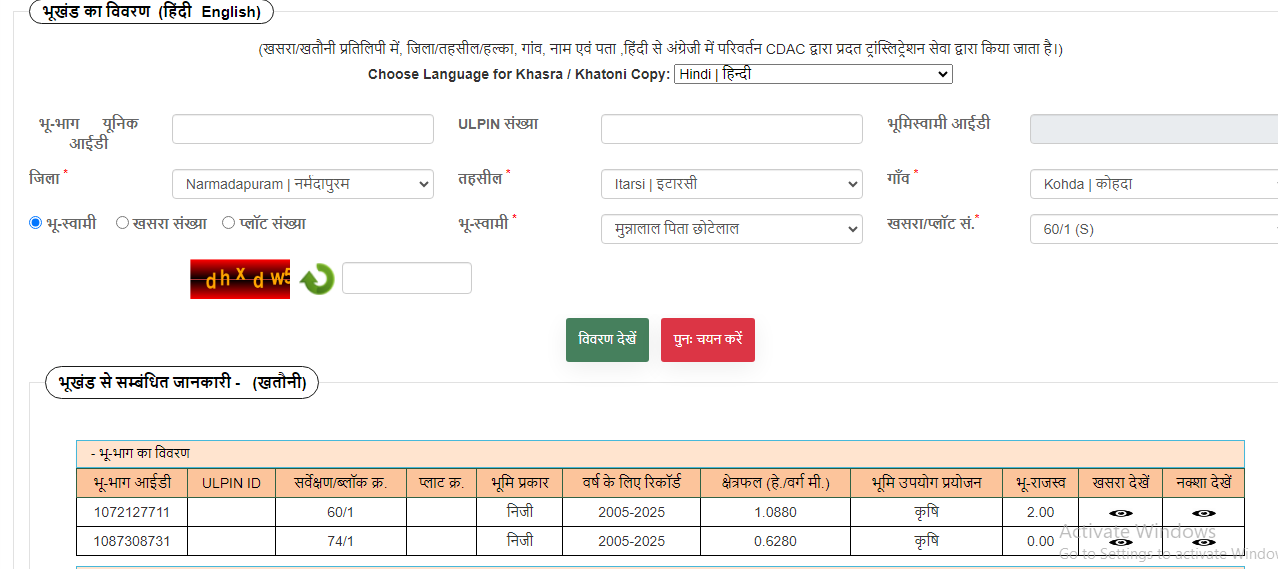 भूखंड का विवरण (हिंदी English)
(खसरा/खतौनी प्रतिलिपी में, जिला/तहसील/हल्का, गांव, नाम एवं पता ,हिंदी से अंग्रेजी में परिवर्तन CDAC द्वारा प्रदत ट्रांस्लिट्रेशन सेवा द्वारा किया जाता है।)
Choose Language for Khasra / Khatoni Copy: Hindi | हिन्दी
भू-भाग यूनिक आईडी ULPIN संख्या भूमिस्वामी आईडी
जिला * Narmadapuram | नर्मदापुरम तहसील * Itarsi | इटारसी गाँव * Kohda | कोहदा
भू-स्वामी खसरा संख्या प्लॉट संख्या भू-स्वामी * मुन्नालाल पिता छोटेलाल खसरा/प्लॉट सं.* 60/1 (S)
d h x d w5
विवरण देखें पुनः चयन करें
भूखंड से सम्बंधित जानकारी - (खतौनी)
- भू-भाग का विवरण
भू-भाग आईडी ULPIN ID सर्वेक्षण/ब्लॉक क्र. प्लाट क्र. भूमि प्रकार वर्ष के लिए रिकॉर्ड क्षेत्रफल (हे./वर्ग मी.) भूमि उपयोग प्रयोजन भू-राजस्व खसरा देखें नक्शा देखें
1072127711 60/1 निजी 2005-2025 1.0880 कृषि 2.00
1087308731 74/1 निजी 2005-2025 0.6280 कृषि 0.00
Activate Windows
Go to Settings to activate Windo